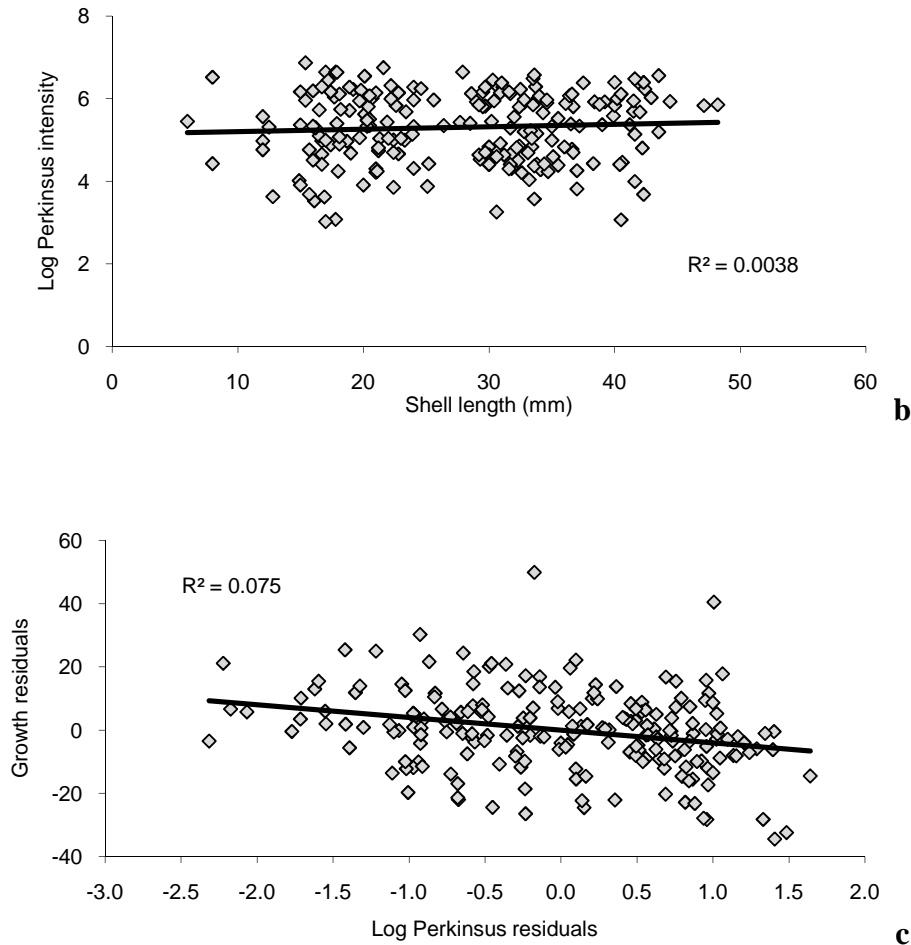 8
6
4
2
0
Log Perkinsus intensity
R² = 0.0038
0 10 20 30 40 50 60
Shell length (mm)
b
60
40
20
0
-20
-40
Growth residuals
R² = 0.075
-3.0 -2.5 -2.0 -1.5 -1.0 -0.5 0.0 0.5 1.0 1.5 2.0
Log Perkinsus residuals
c